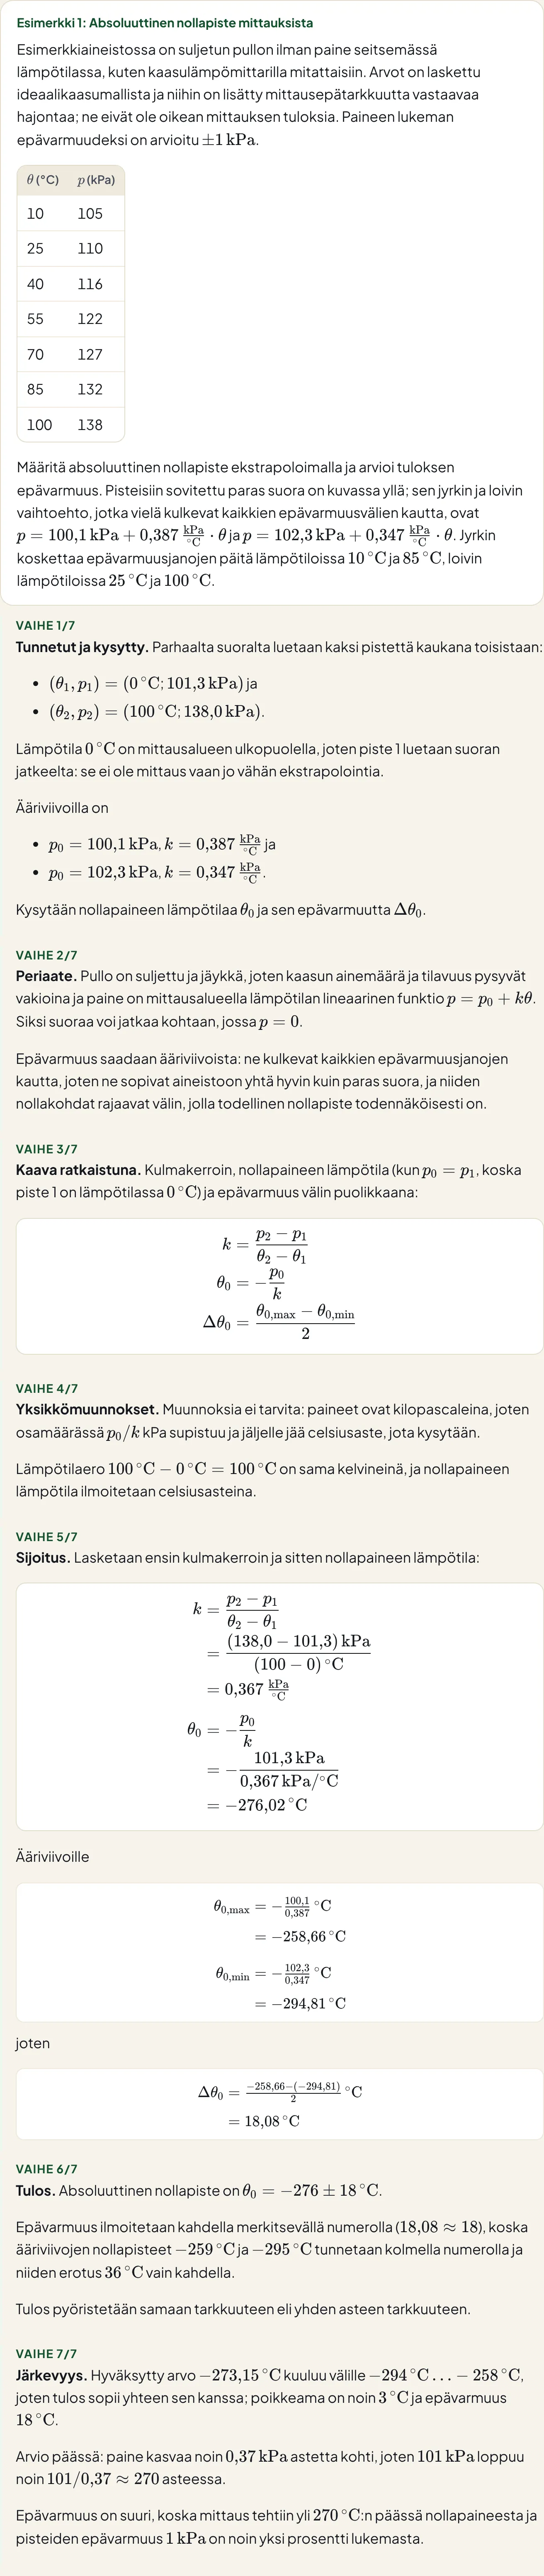 Esimerkki 1: Absoluuttinen nollapiste mittauksista
Esimerkkiaineistossa on suljetun pullon ilman paine seitsemässä
lämpötilassa, kuten kaasulämpömittarilla mitattaisiin. Arvot on laskettu
ideaalikaasumallista ja niihin on lisätty mittausepätarkkuutta vastaavaa
hajontaa; ne eivät ole oikean mittauksen tuloksia. Paineen lukeman
epävarmuudeksi on arvioitu ±1 kPa.
θ (°C) p (kPa)
10 105
25 110
40 116
55 122
70 127
85 132
100 138
Määritä absoluuttinen nollapiste ekstrapoloimalla ja arvioi tuloksen
epävarmuus. Pisteisiin sovitettu paras suora on kuvassa yllä; sen jyrkin ja loivin
vaihtoehto, jotka vielä kulkevat kaikkien epävarmuusvälien kautta, ovat
p = 100,1 kPa + 0,387 kPa/°C · θ ja p = 102,3 kPa + 0,347 kPa/°C · θ. Jyrkin
koskettaa epävarmuusjanojen päitä lämpötiloissa 10 °C ja 85 °C, loivin
lämpötiloissa 25 °C ja 100 °C.
VAIHE 1/7
Tunnetut ja kysytty. Parhaalta suoralta luetaan kaksi pistettä kaukana toisistaan:
• (θ₁, p₁) = (0 °C; 101,3 kPa) ja
• (θ₂, p₂) = (100 °C; 138,0 kPa).
Lämpötila 0 °C on mittausalueen ulkopuolella, joten piste 1 luetaan suoran
jatkeelta: se ei ole mittaus vaan jo vähän ekstrapolointia.
Ääriviivoilla on
• p₀ = 100,1 kPa, k = 0,387 kPa/°C ja
• p₀ = 102,3 kPa, k = 0,347 kPa/°C.
Kysytään nollapaineen lämpötilaa θ₀ ja sen epävarmuutta Δθ₀.
VAIHE 2/7
Periaate. Pullo on suljettu ja jäykkä, joten kaasun ainemäärä ja tilavuus pysyvät
vakioina ja paine on mittausalueella lämpötilan lineaarinen funktio p = p₀ + kθ.
Siksi suoraa voi jatkaa kohtaan, jossa p = 0.
Epävarmuus saadaan ääriviivoista: ne kulkevat kaikkien epävarmuusjanojen
kautta, joten ne sopivat aineistoon yhtä hyvin kuin paras suora, ja niiden
nollakohdat rajaavat välin, jolla todellinen nollapiste todennäköisesti on.
VAIHE 3/7
Kaava ratkaistuna. Kulmakerroin, nollapaineen lämpötila (kun p₀ = p₁, koska
piste 1 on lämpötilassa 0 °C) ja epävarmuus välin puolikkaana:
k = (p₂ − p₁)/(θ₂ − θ₁)
θ₀ = −p₀/k
Δθ₀ = (θ₀,max − θ₀,min)/2
VAIHE 4/7
Yksikkömuunnokset. Muunnoksia ei tarvita: paineet ovat kilopascaleina, joten
osamäärässä p₀/k kPa supistuu ja jäljelle jää celsiusaste, jota kysytään.
Lämpötilaero 100 °C − 0 °C = 100 °C on sama kelvineinä, ja nollapaineen
lämpötila ilmoitetaan celsiusasteina.
VAIHE 5/7
Sijoitus. Lasketaan ensin kulmakerroin ja sitten nollapaineen lämpötila:
k = (p₂ − p₁)/(θ₂ − θ₁)
= (138,0 − 101,3) kPa/(100 − 0) °C
= 0,367 kPa/°C
θ₀ = −p₀/k
= −101,3 kPa/0,367 kPa/°C
= −276,02 °C
Ääriviivoille
θ₀,max = −100,1/0,387 °C
= −258,66 °C
θ₀,min = −102,3/0,347 °C
= −294,81 °C
joten
Δθ₀ = −258,66−(−294,81)/2 °C
= 18,08 °C
VAIHE 6/7
Tulos. Absoluuttinen nollapiste on θ₀ = −276 ± 18 °C.
Epävarmuus ilmoitetaan kahdella merkitsevällä numerolla (18,08 ≈ 18), koska
ääriviivojen nollapisteet −259 °C ja −295 °C tunnetaan kolmella numerolla ja
niiden erotus 36 °C vain kahdella.
Tulos pyöristetään samaan tarkkuuteen eli yhden asteen tarkkuuteen.
VAIHE 7/7
Järkevyys. Hyväksytty arvo −273,15 °C kuuluu välille −294 °C … − 258 °C,
joten tulos sopii yhteen sen kanssa; poikkeama on noin 3 °C ja epävarmuus
18 °C.
Arvio päässä: paine kasvaa noin 0,37 kPa astetta kohti, joten 101 kPa loppuu
noin 101/0,37 ≈ 270 asteessa.
Epävarmuus on suuri, koska mittaus tehtiin yli 270 °C:n päässä nollapaineesta ja
pisteiden epävarmuus 1 kPa on noin yksi prosentti lukemasta.